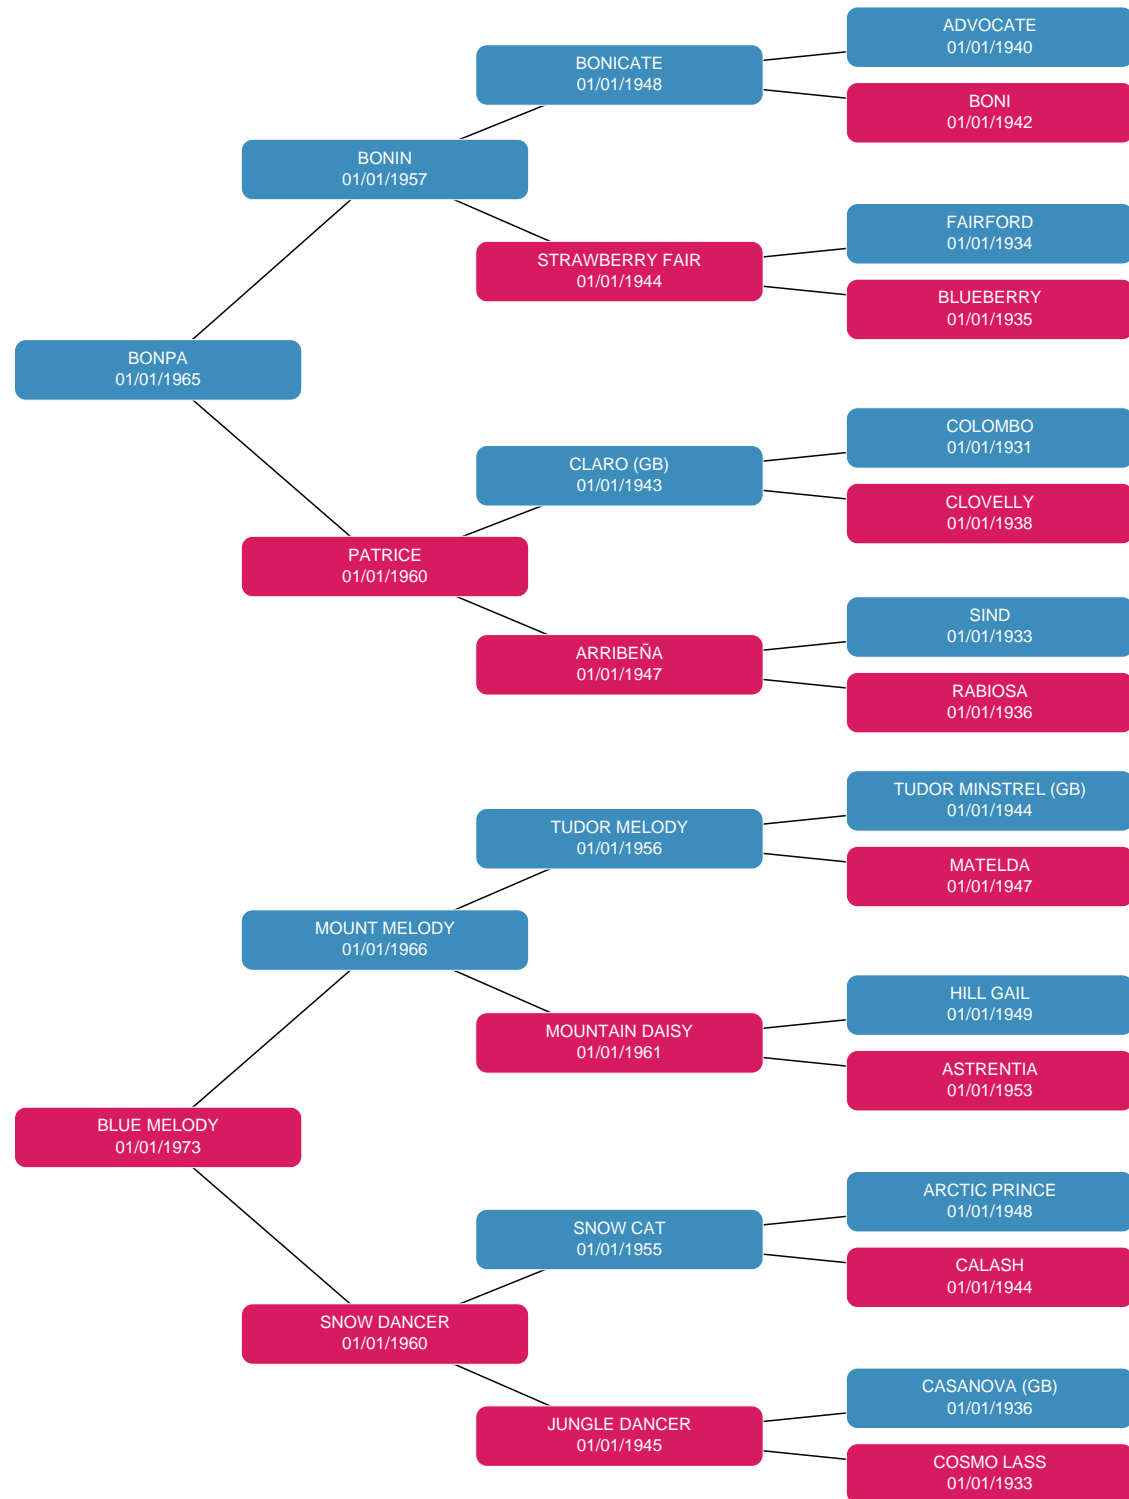 ADVOCATE
01/01/1940
BONICATE
01/01/1948
BONI
01/01/1942
BONIN
01/01/1957
FAIRFORD
01/01/1934
STRAWBERRY FAIR
01/01/1944
BLUEBERRY
01/01/1935
BONPA
01/01/1965
COLOMBO
01/01/1931
CLARO (GB)
01/01/1943
CLOVELLY
01/01/1938
PATRICE
01/01/1960
SIND
01/01/1933
ARRIBEÑA
01/01/1947
RABIOSA
01/01/1936
TUDOR MINSTREL (GB)
01/01/1944
TUDOR MELODY
01/01/1956
MATELDA
01/01/1947
MOUNT MELODY
01/01/1966
HILL GAIL
01/01/1949
MOUNTAIN DAISY
01/01/1961
ASTRENTIA
01/01/1953
BLUE MELODY
01/01/1973
ARCTIC PRINCE
01/01/1948
SNOW CAT
01/01/1955
CALASH
01/01/1944
SNOW DANCER
01/01/1960
CASANOVA (GB)
01/01/1936
JUNGLE DANCER
01/01/1945
COSMO LASS
01/01/1933